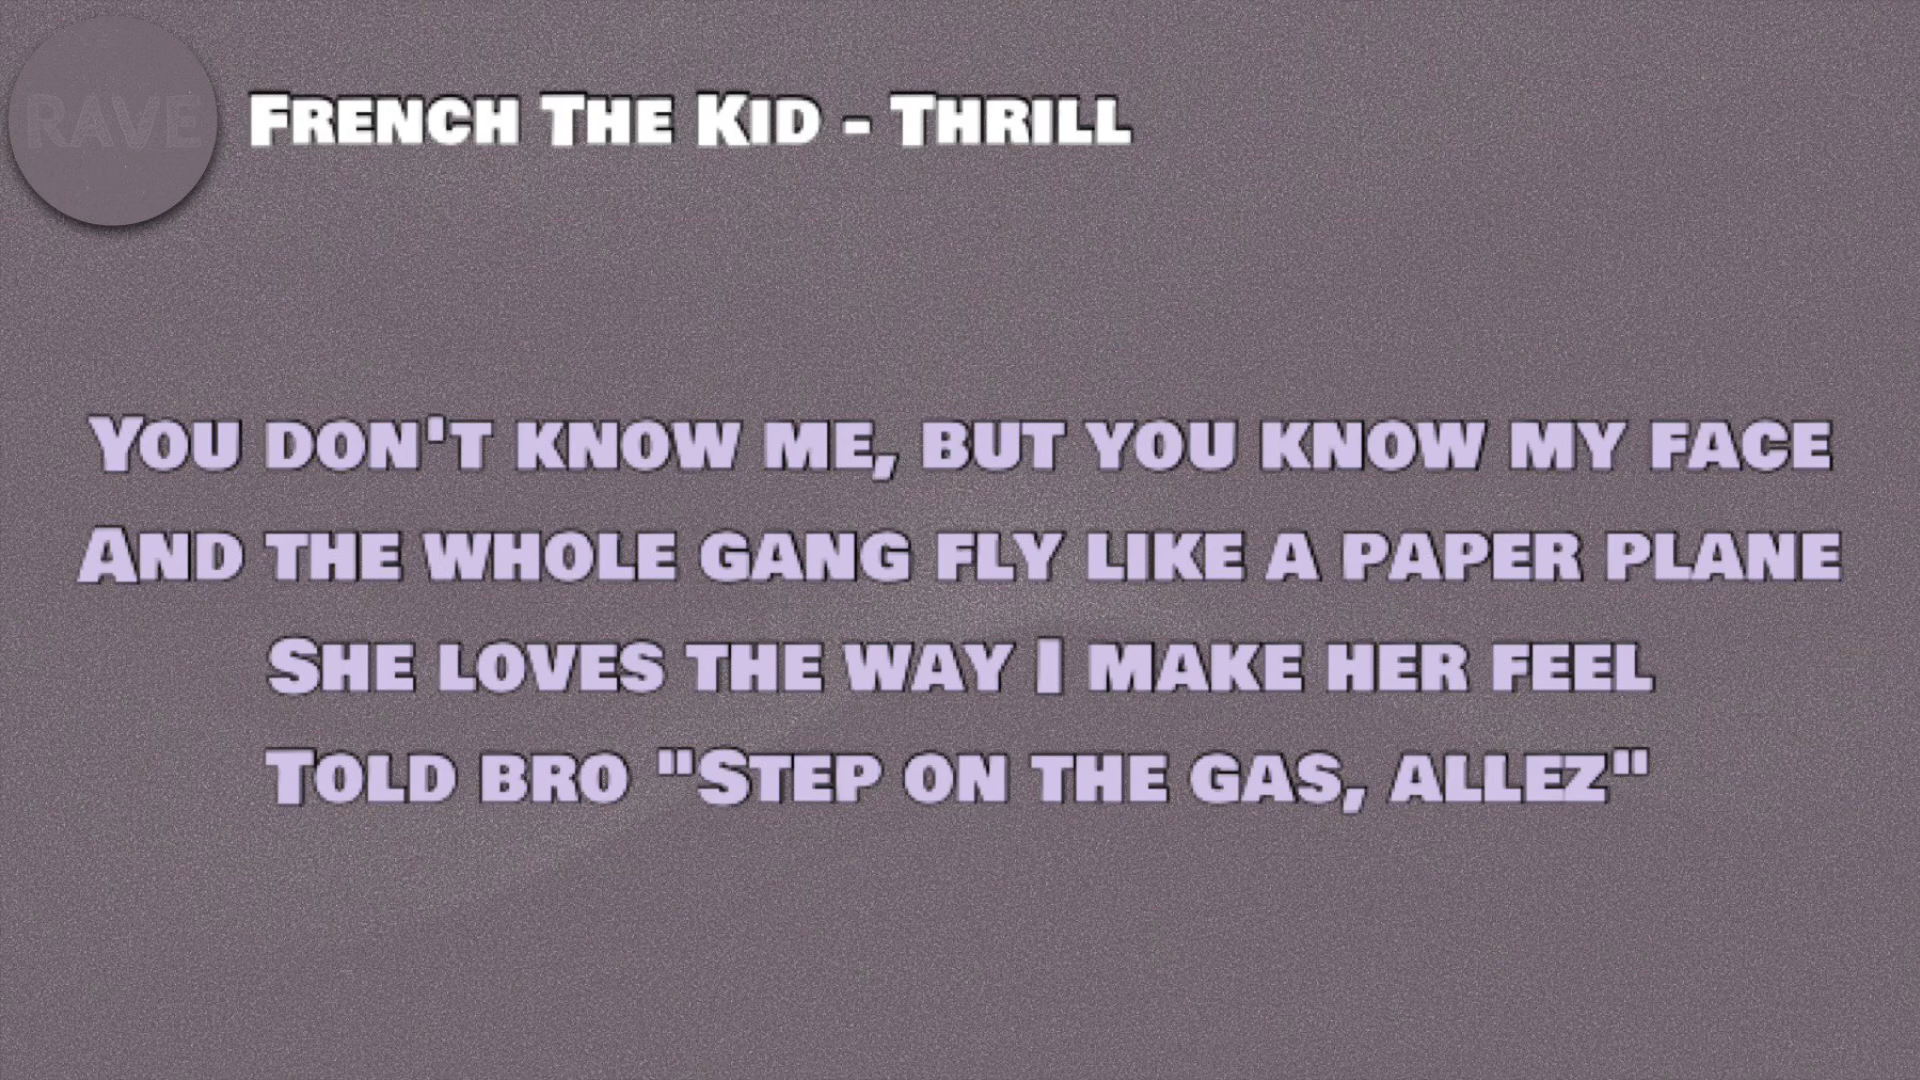 RAVE
French The Kid - Thrill
You don't know me, but you know my face
And the whole gang fly like a paper plane
She loves the way I make her feel
Told bro "Step on the gas, allez"